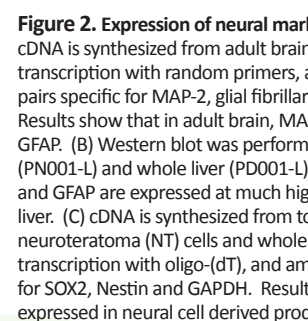 Figure 2. Expression of neural mark
cDNA is synthesized from adult brain
transcription with random primers, a
pairs specific for MAP-2, glial fibrillar
Results show that in adult brain, MA
GFAP. (B) Western blot was perform
(PN001-L) and whole liver (PD001-L)
and GFAP are expressed at much hig
liver. (C) cDNA is synthesized from to
neuroteratoma (NT) cells and whole
transcription with oligo-(dT), and am
for SOX2, Nestin and GAPDH. Result
expressed in neural cell derived prod